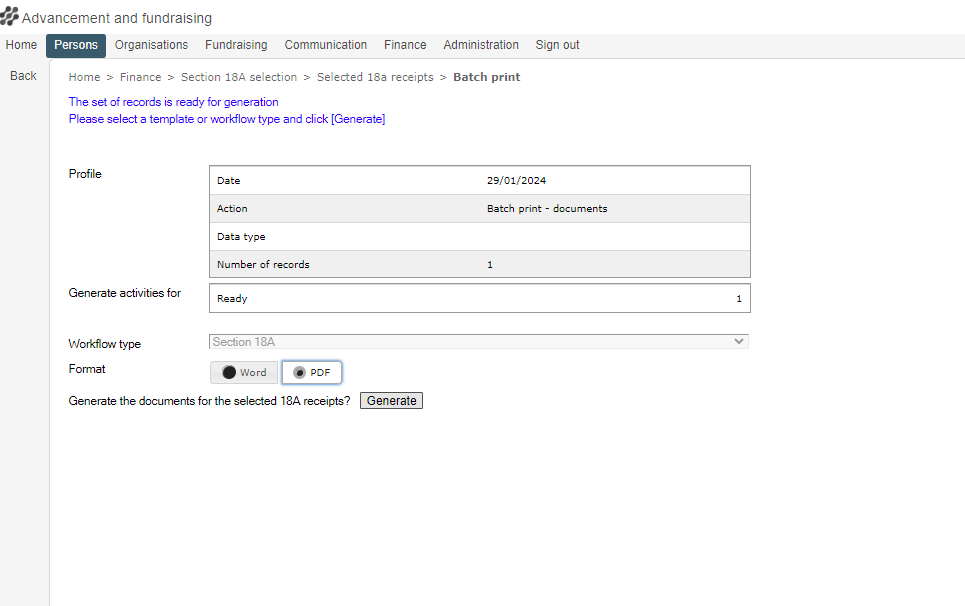 Advancement and fundraising
Home Persons Organisations Fundraising Communication Finance Administration Sign out
Back
Home > Finance > Section 18A selection > Selected 18a receipts > Batch print
The set of records is ready for generation
Please select a template or workflow type and click [Generate]
Profile
Date 29/01/2024
Action Batch print - documents
Data type
Number of records 1
Generate activities for
Ready 1
Workflow type Section 18A
Format Word PDF
Generate the documents for the selected 18A receipts? Generate